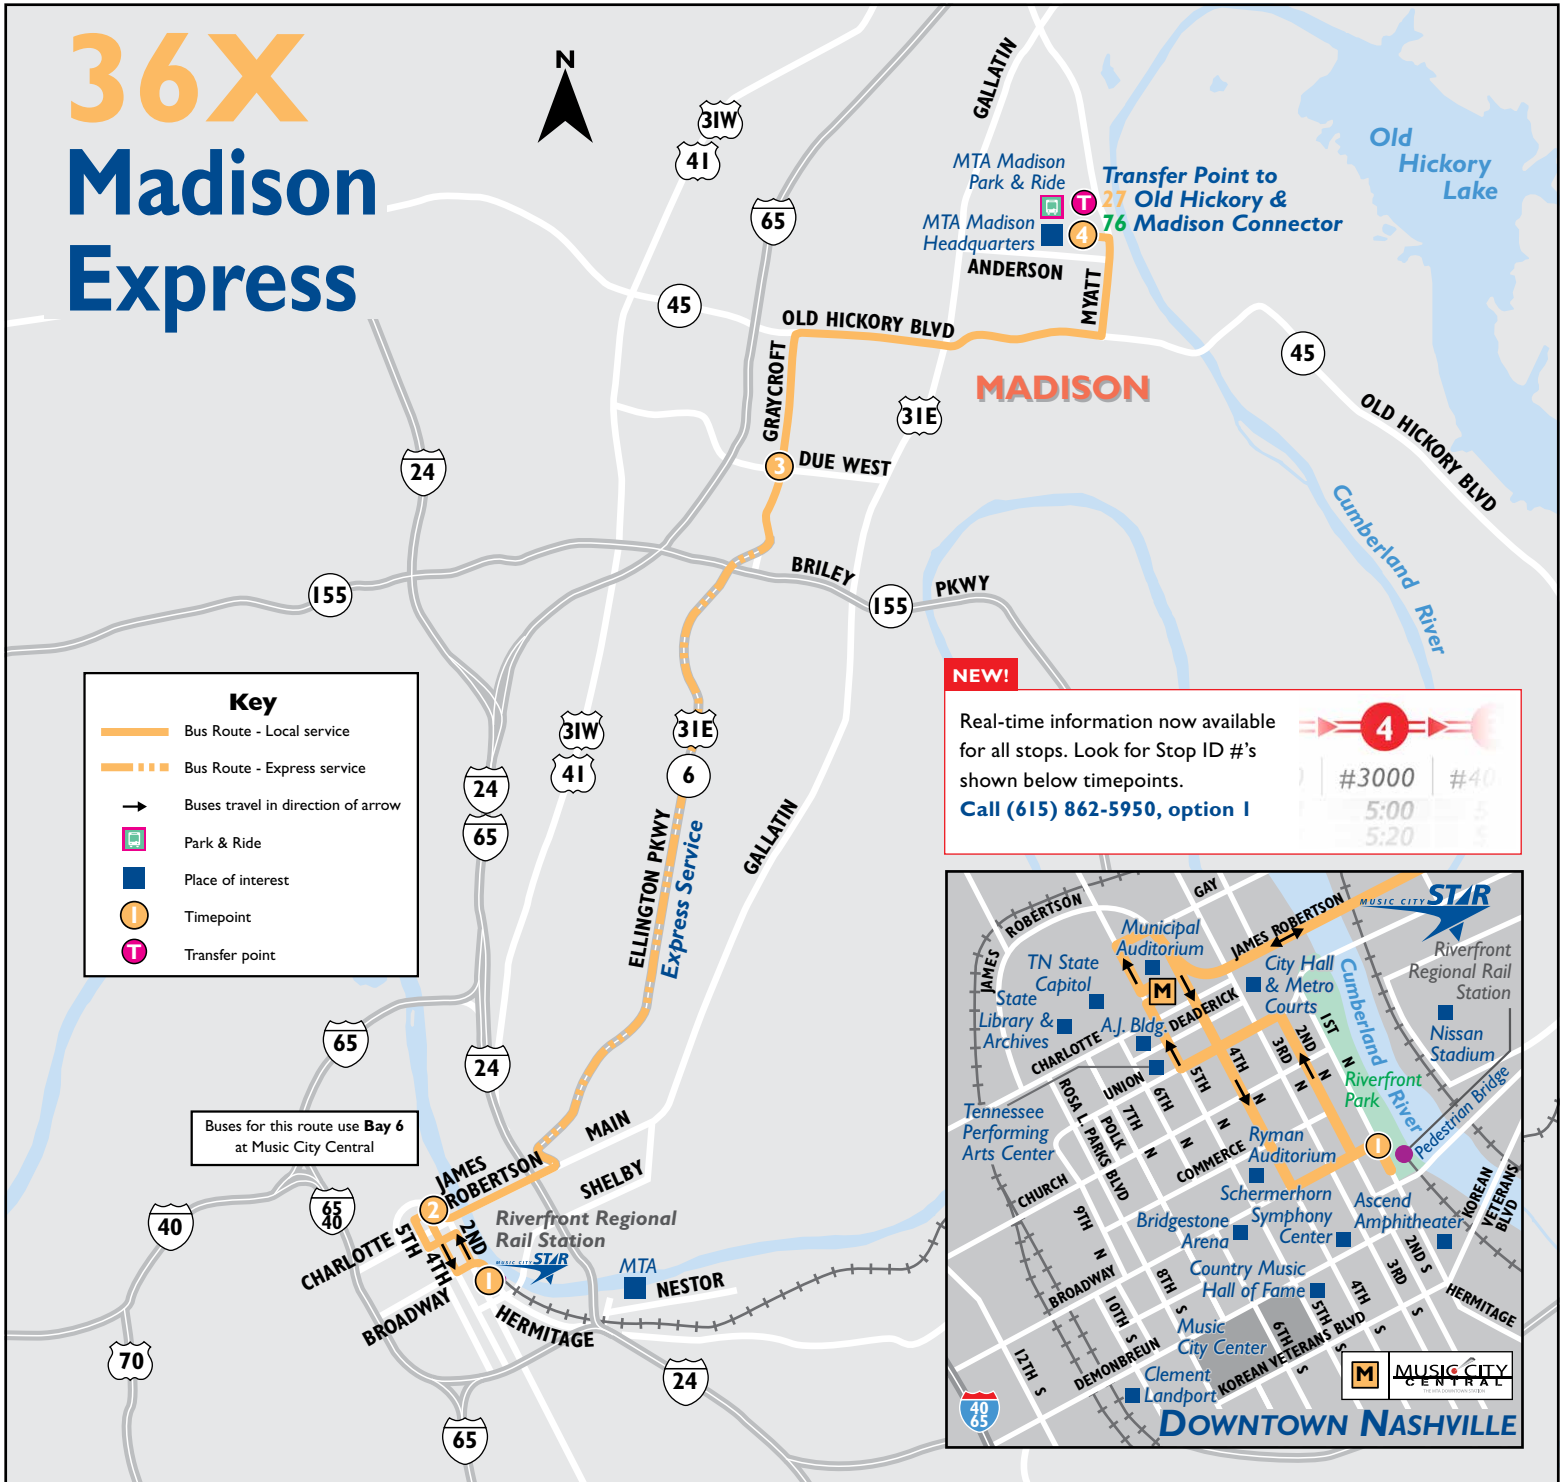 36X
Madison
Express
N
31W
41
65
45
GALLATIN
MTA Madison
Park & Ride
MTA Madison
Headquarters
T
4
Transfer Point to
27 Old Hickory &
76 Madison Connector
ANDERSON
MYATT
OLD HICKORY BLVD
GRAYCROFT
MADISON
Old
Hickory
Lake
45
OLD HICKORY BLVD
31E
3
DUE WEST
24
Cumberland River
155
BRILEY
155
PKWY
Key
Bus Route - Local service
Bus Route - Express service
Buses travel in direction of arrow
Park & Ride
Place of interest
1
Timepoint
T
Transfer point
31W
41
31E
6
24
65
ELLINGTON PKWY
Express Service
GALLATIN
NEW!
Real-time information now available
for all stops. Look for Stop ID #'s
shown below timepoints.
Call (615) 862-5950, option 1
4
#3000
#40
5:00
5:20
65
24
Buses for this route use Bay 6
at Music City Central
MAIN
SHELBY
JAMES
ROBERTSON
40
65
40
2
CHARLOTTE
5TH
4TH
2ND
BROADWAY
1
Riverfront Regional
Rail Station
MUSIC CITY STAR
MTA
NESTOR
HERMITAGE
70
24
65
JAMES
ROBERTSON
GAY
JAMES ROBERTSON
MUSIC CITY STAR
Municipal
Auditorium
Riverfront
Regional Rail
Station
TN State
Capitol
M
City Hall
& Metro
Courts
State
Library &
Archives
A.J. Bldg.
DEADERICK
CHARLOTTE
Cumberland River
Nissan
Stadium
1ST N
2ND N
3RD N
4TH N
5TH N
UNION
6TH N
7TH N
POLK
ROSA L. PARKS BLVD
Riverfront
Park
Tennessee
Performing
Arts Center
Ryman
Auditorium
1
Pedestrian Bridge
COMMERCE
CHURCH
Schermerhorn
Symphony
Center
Ascend
Amphitheater
KOREAN
VETERANS
BLVD
9TH N
Bridgestone
Arena
Country Music
Hall of Fame
BROADWAY
8TH S
10TH S
12TH S
2ND S
3RD S
4TH S
5TH S
6TH S
HERMITAGE
Music
City Center
DEMONBREUN
KOREAN VETERANS BLVD
Clement
Landport
40
65
M
MUSIC CITY
CENTRAL
THE MTA DOWNTOWN STATION
DOWNTOWN NASHVILLE